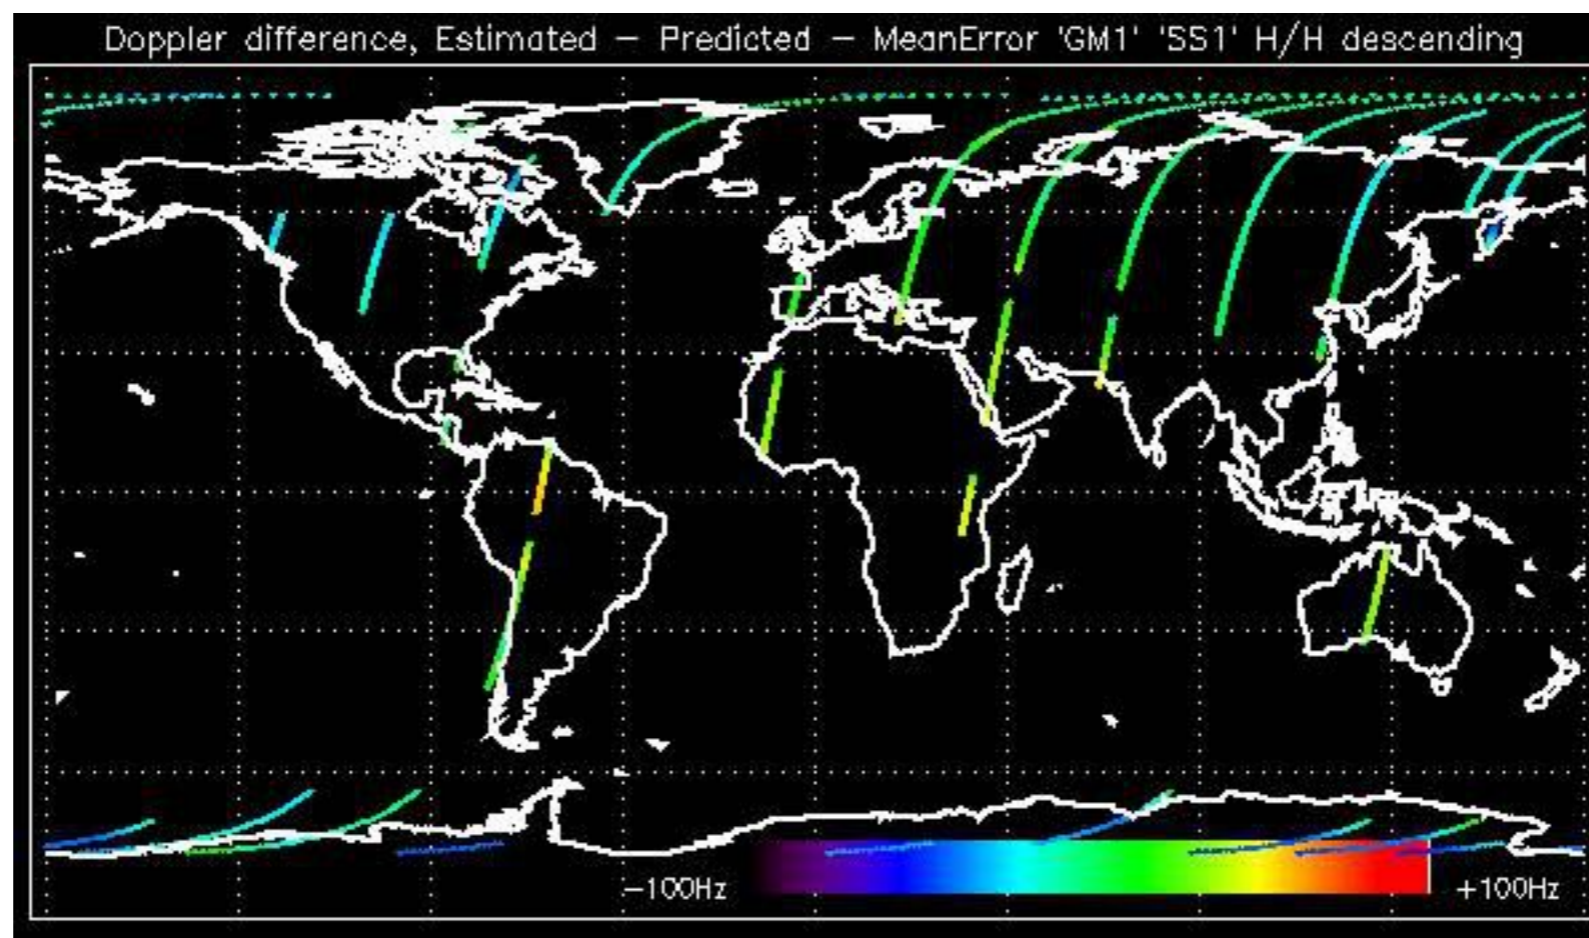 Doppler difference, Estimated – Predicted – MeanError 'GM1' 'SS1' H/H descending
–100Hz
+100Hz